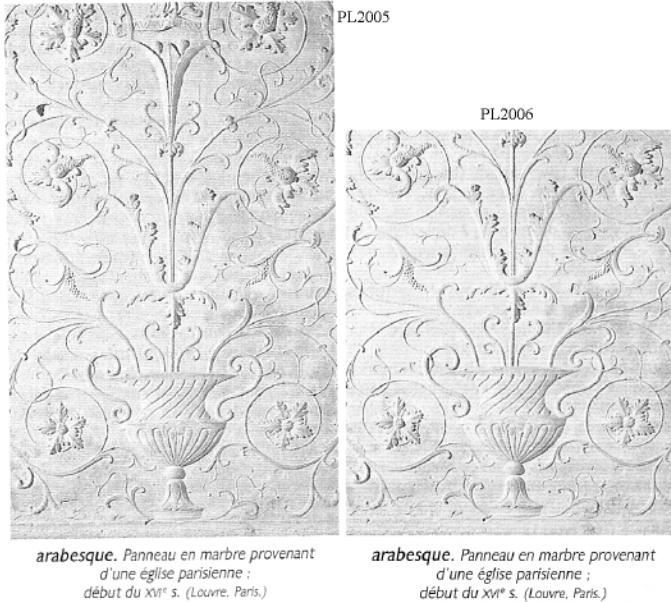 PL2005
PL2006
arabesque. Panneau en marbre provenant
d'une église parisienne ;
début du XVIᵉ s. (Louvre, Paris.)
arabesque. Panneau en marbre provenant
d'une église parisienne ;
début du XVIᵉ s. (Louvre, Paris.)